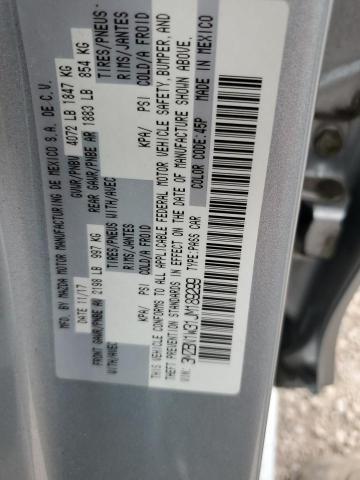 MFD BY MAZDA MOTOR MANUFACTURING DE MEXICO S.A. DE C.V.
DATE 11/17 GVWR/PNBV 4072 LB 1847 KG
FRONT GAWR/PNBE AV 2198 LB 997 KG REAR GAWR/PNBE AR 1883 LB 854 KG
WITH/AVEC TIRES/PNEUS WITH/AVEC TIRES/PNEUS
RIMS/JANTES RIMS/JANTES
KPA/ PSI COLD/A FROID KPA/ PSI COLD/A FROID
THIS VEHICLE CONFORMS TO ALL APPLICABLE FEDERAL MOTOR VEHICLE SAFETY, BUMPER, AND
THEFT PREVENTION STANDARDS IN EFFECT ON THE DATE OF MANUFACTURE SHOWN ABOVE.
VIN: 3MZBN1M31JM189299 TYPE:PASS CAR COLOR CODE:45P MADE IN MEXICO